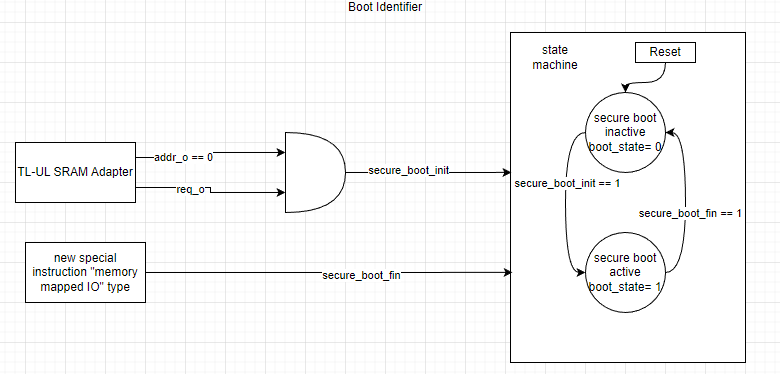 Boot Identifier
state
machine
Reset
secure boot
inactive
boot_state= 0
addr_o == 0
TL-UL SRAM Adapter
req_o
secure_boot_init
secure_boot_init == 1
secure_boot_fin == 1
new special
instruction "memory
mapped IO" type
secure_boot_fin
secure boot
active
boot_state= 1